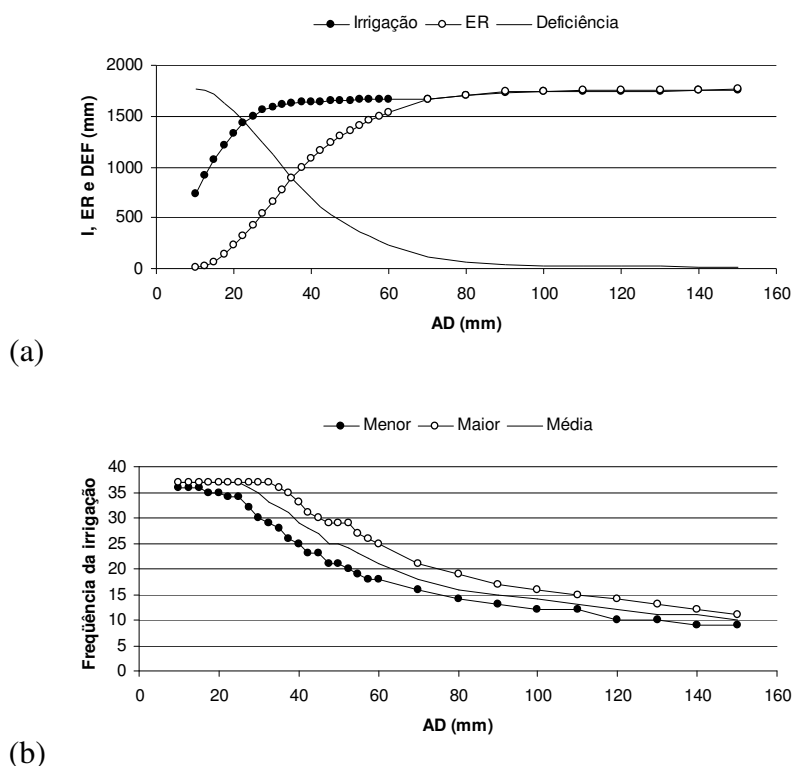 Irrigação ER Deficiência
2000
1500
1000
500
0
I, ER e DEF (mm)
0 20 40 60 80 100 120 140 160
AD (mm)
(a)
Menor Maior Média
40
35
30
25
20
15
10
5
0
Freqüência da irrigação
0 20 40 60 80 100 120 140 160
AD (mm)
(b)